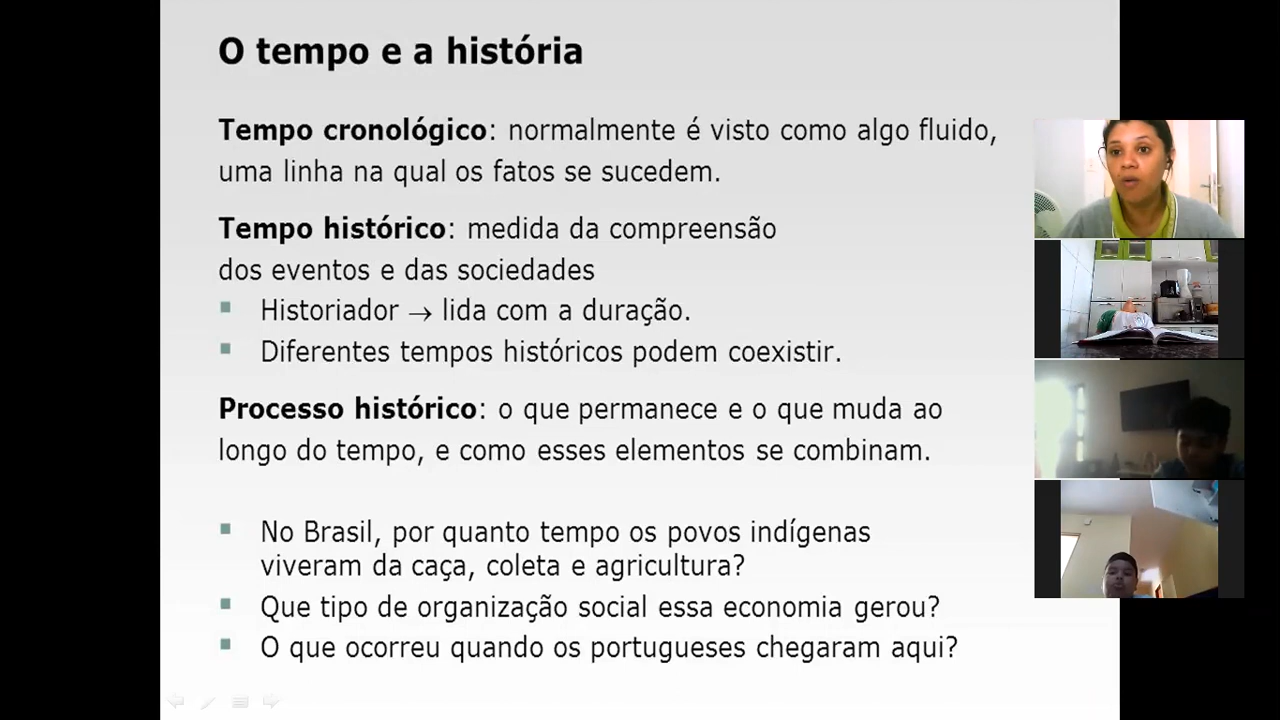 O tempo e a história
Tempo cronológico: normalmente é visto como algo fluido,
uma linha na qual os fatos se sucedem.
Tempo histórico: medida da compreensão
dos eventos e das sociedades
▪ Historiador → lida com a duração.
▪ Diferentes tempos históricos podem coexistir.
Processo histórico: o que permanece e o que muda ao
longo do tempo, e como esses elementos se combinam.
▪ No Brasil, por quanto tempo os povos indígenas
viveram da caça, coleta e agricultura?
▪ Que tipo de organização social essa economia gerou?
▪ O que ocorreu quando os portugueses chegaram aqui?